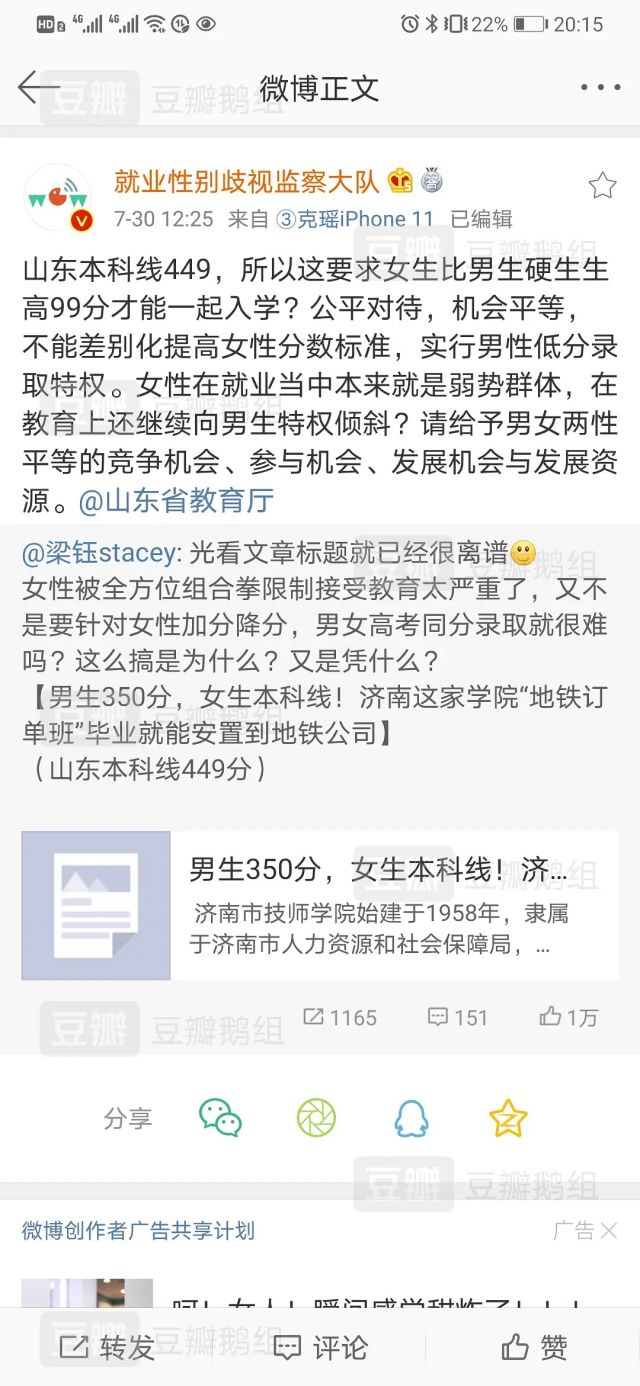 HD 2 4G 4G 22% 20:15
微博正文
就业性别歧视监察大队
7-30 12:25 来自 ③克瑶iPhone 11 已编辑
山东本科线449，所以这要求女生比男生硬生生
高99分才能一起入学？公平对待，机会平等，
不能差别化提高女性分数标准，实行男性低分录
取特权。女性在就业当中本来就是弱势群体，在
教育上还继续向男生特权倾斜？请给予男女两性
平等的竞争机会、参与机会、发展机会与发展资
源。@山东省教育厅
@梁钰stacey: 光看文章标题就已经很离谱
女性被全方位组合拳限制接受教育太严重了，又不
是要针对女性加分降分，男女高考同分录取就很难
吗？这么搞是为什么？又是凭什么？
【男生350分，女生本科线！济南这家学院“地铁订
单班”毕业就能安置到地铁公司】
（山东本科线449分）
男生350分，女生本科线！济...
济南市技师学院始建于1958年，隶属
于济南市人力资源和社会保障局，...
1165 151 1万
豆瓣 豆瓣鹅组
分享
豆瓣 豆瓣鹅组
微博创作者广告共享计划 广告
呵！女人！瞬间感觉甜炸了！！！
转发 评论 赞